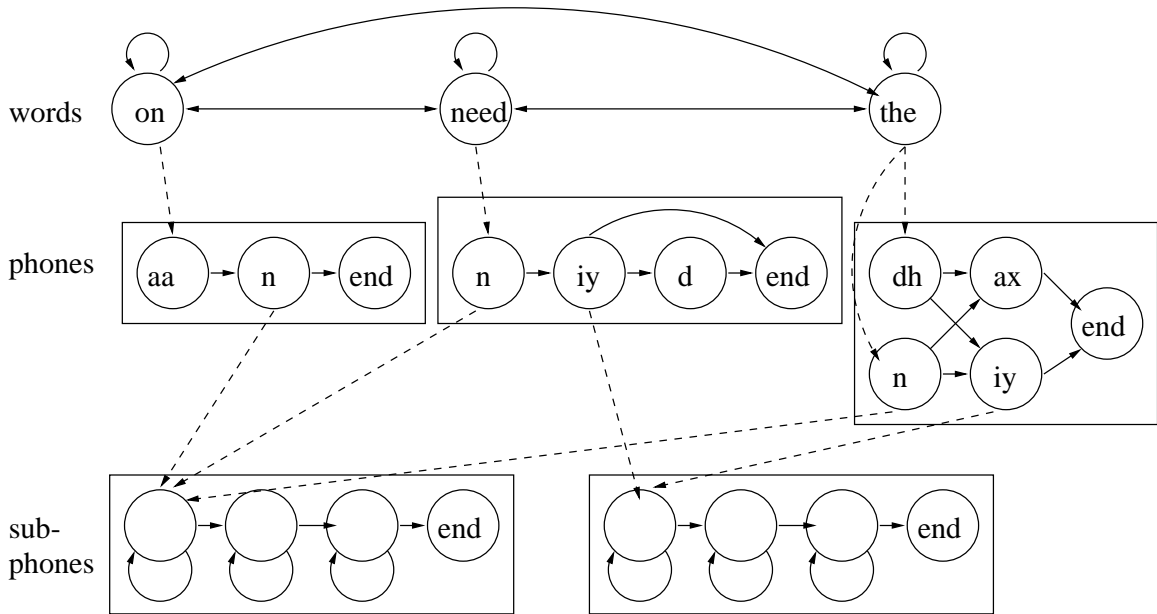 words on need the
phones aa n end n iy d end dh ax
end
n iy
sub-
phones end end